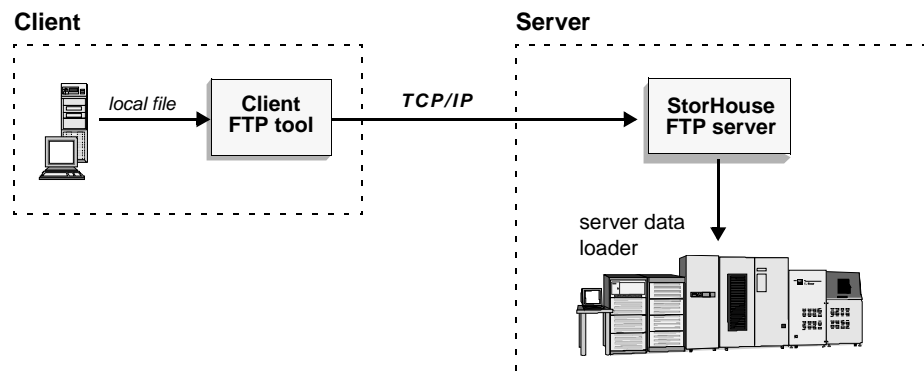 Client
Server
local file
Client
FTP tool
TCP/IP
StorHouse
FTP server
server data
loader